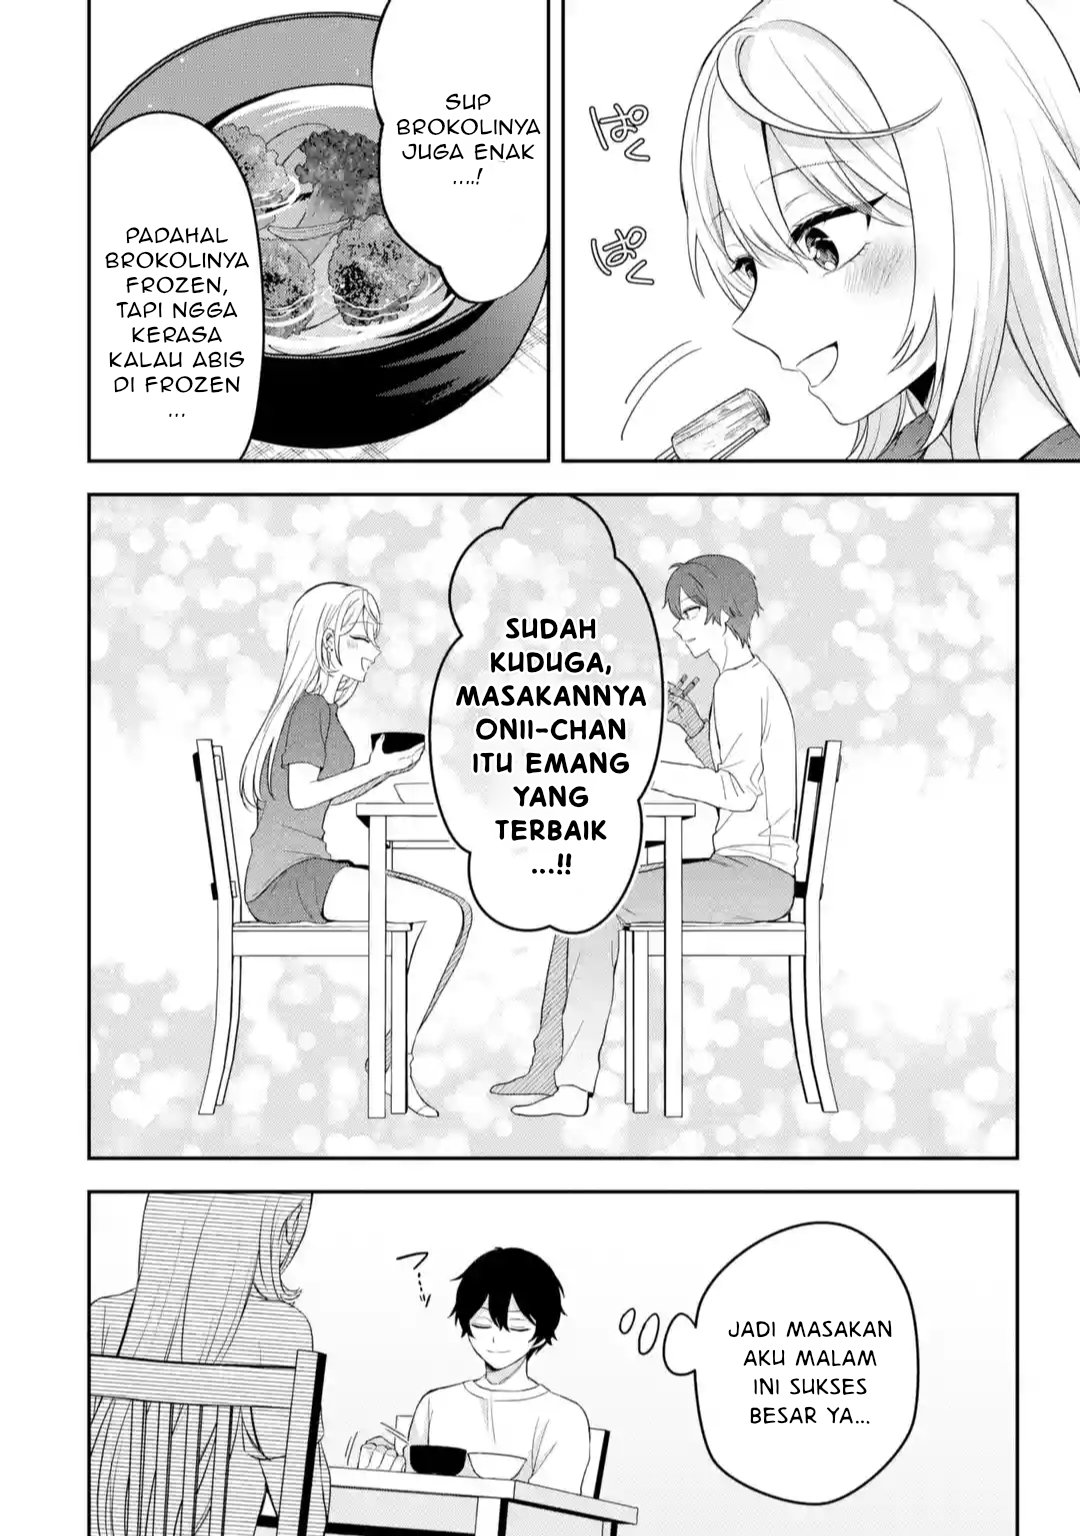 SUP
BROKOLINYA
JUGA ENAK
....!
PADAHAL
BROKOLINYA
FROZEN,
TAPI NGGA
KERASA
KALAU ABIS
DI FROZEN
...
ぱく
ぱく
SUDAH
KUDUGA,
MASAKANNYA
ONII-CHAN
ITU EMANG
YANG
TERBAIK
...!!
JADI MASAKAN
AKU MALAM
INI SUKSES
BESAR YA...